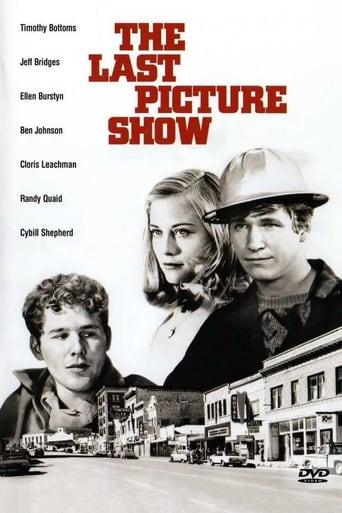 Timothy Bottoms
Jeff Bridges
Ellen Burstyn
Ben Johnson
Cloris Leachman
Randy Quaid
Cybill Shepherd
THE
LAST
PICTURE
SHOW
HOTEL
DVD
VIDEO